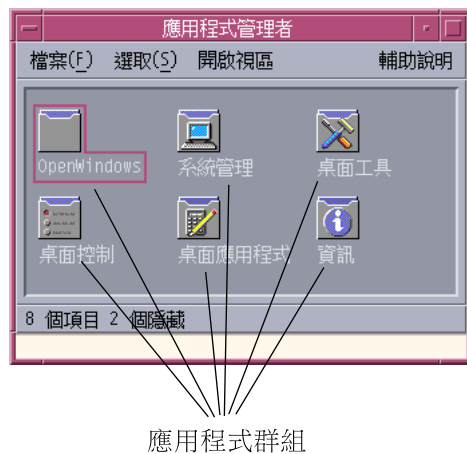 應用程式管理者
檔案(F) 選取(S) 開啟視區 輔助說明
OpenWindows 系統管理 桌面工具
桌面控制 桌面應用程式 資訊
8 個項目 2 個隱藏
應用程式群組